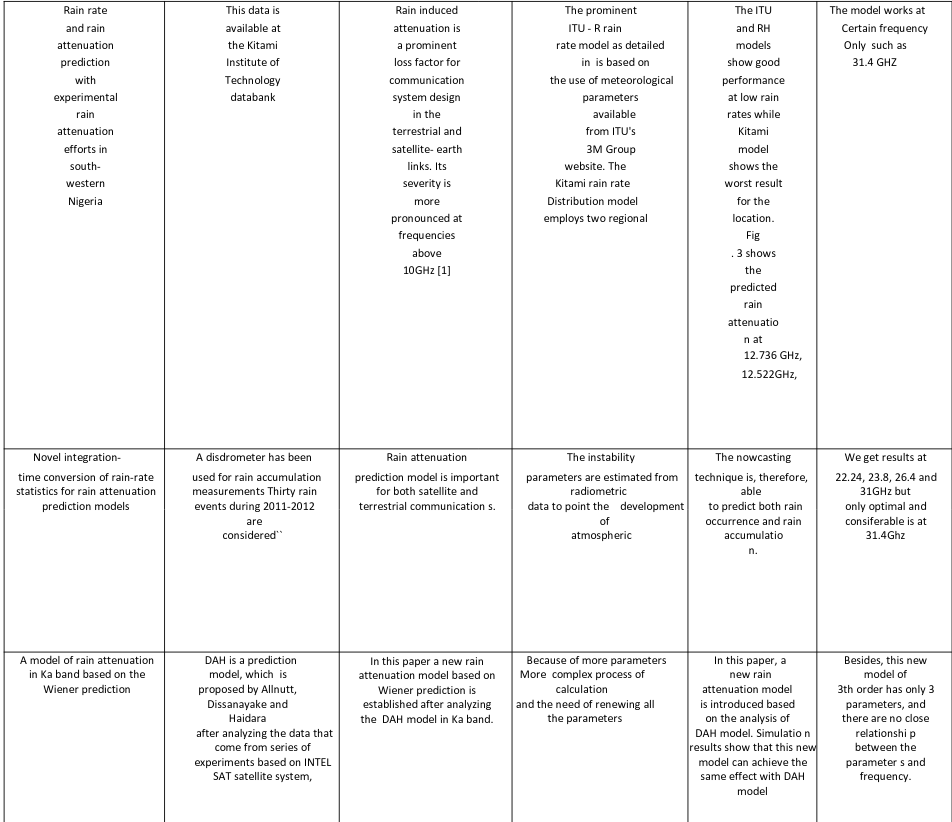 Rain rate
and rain
attenuation
prediction
with
experimental
rain
attenuation
efforts in
south-
western
Nigeria
This data is
available at
the Kitami
Institute of
Technology
databank
Rain induced
attenuation is
a prominent
loss factor for
communication
system design
in the
terrestrial and
satellite- earth
links. Its
severity is
more
pronounced at
frequencies
above
10GHz [1]
The prominent
ITU - R rain
rate model as detailed
in is based on
the use of meteorological
parameters
available
from ITU's
3M Group
website. The
Kitami rain rate
Distribution model
employs two regional
The ITU
and RH
models
show good
performance
at low rain
rates while
Kitami
model
shows the
worst result
for the
location.
Fig
. 3 shows
the
predicted
rain
attenuatio
n at
12.736 GHz,
12.522GHz,
The model works at
Certain frequency
Only such as
31.4 GHZ
Novel integration-
time conversion of rain-rate
statistics for rain attenuation
prediction models
A disdrometer has been
used for rain accumulation
measurements Thirty rain
events during 2011-2012
are
considered``
Rain attenuation
prediction model is important
for both satellite and
terrestrial communication s.
The instability
parameters are estimated from
radiometric
data to point the development
of
atmospheric
The nowcasting
technique is, therefore,
able
to predict both rain
occurrence and rain
accumulatio
n.
We get results at
22.24, 23.8, 26.4 and
31GHz but
only optimal and
consiferable is at
31.4Ghz
A model of rain attenuation
in Ka band based on the
Wiener prediction
DAH is a prediction
model, which is
proposed by Allnutt,
Dissanayake and
Haidara
after analyzing the data that
come from series of
experiments based on INTEL
SAT satellite system,
In this paper a new rain
attenuation model based on
Wiener prediction is
established after analyzing
the DAH model in Ka band.
Because of more parameters
More complex process of
calculation
and the need of renewing all
the parameters
In this paper, a
new rain
attenuation model
is introduced based
on the analysis of
DAH model. Simulatio n
results show that this new
model can achieve the
same effect with DAH
model
Besides, this new
model of
3th order has only 3
parameters, and
there are no close
relationshi p
between the
parameter s and
frequency.